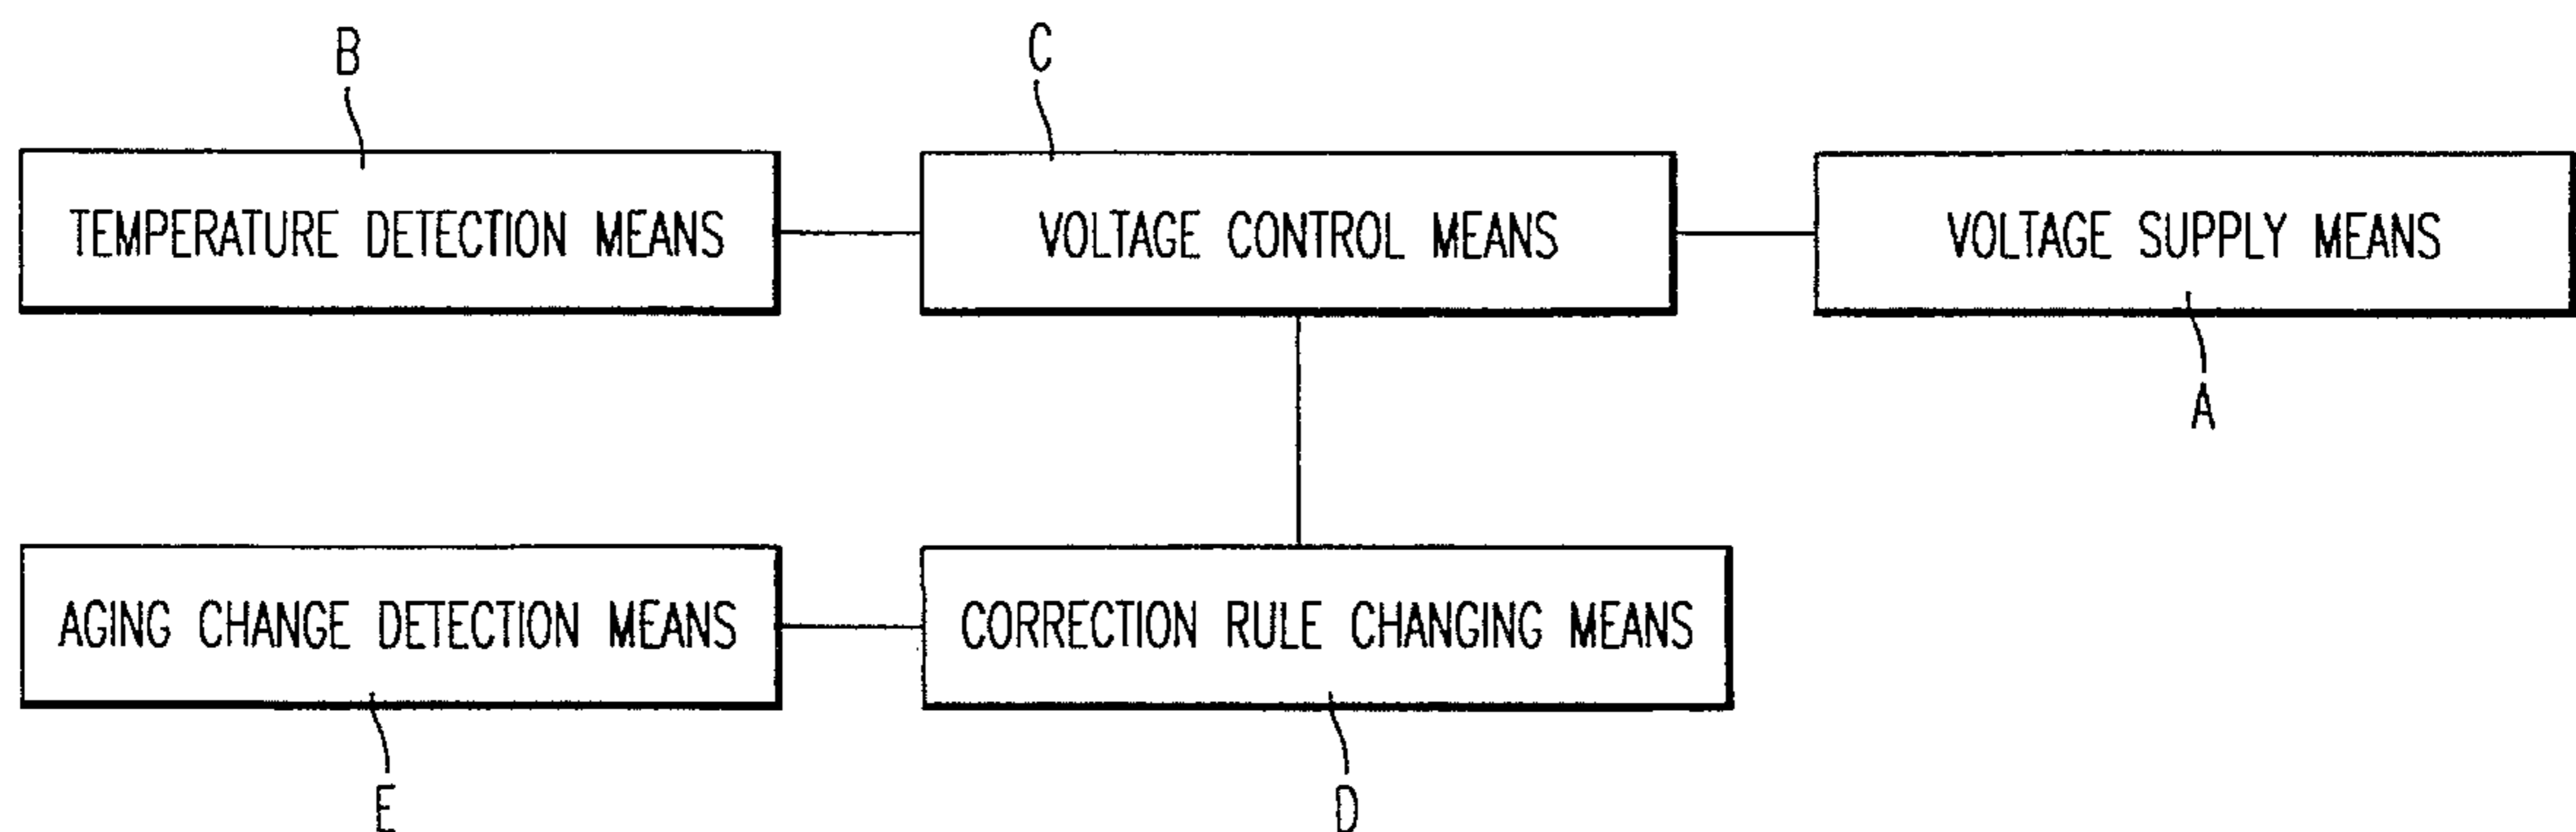 B
C
TEMPERATURE DETECTION MEANS
VOLTAGE CONTROL MEANS
VOLTAGE SUPPLY MEANS
A
AGING CHANGE DETECTION MEANS
CORRECTION RULE CHANGING MEANS
E
D